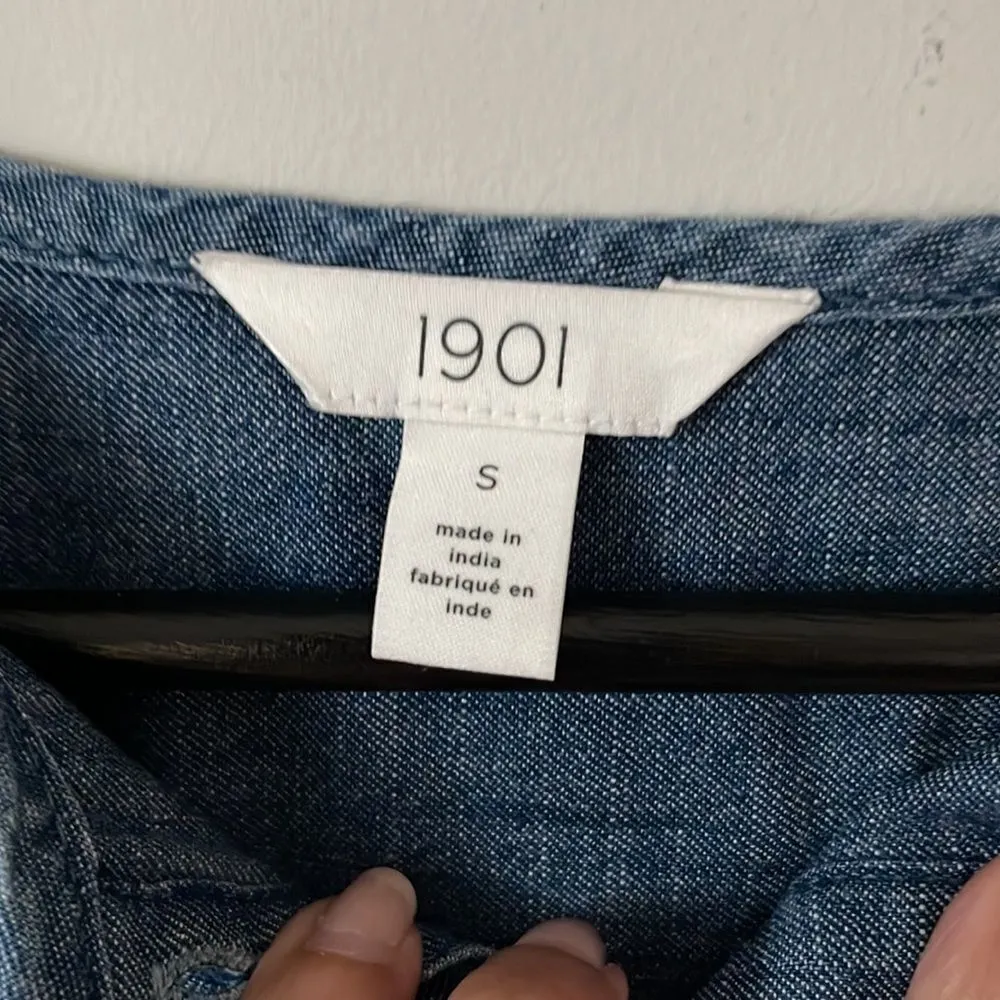 1901
S
made in
india
fabriqué en
inde